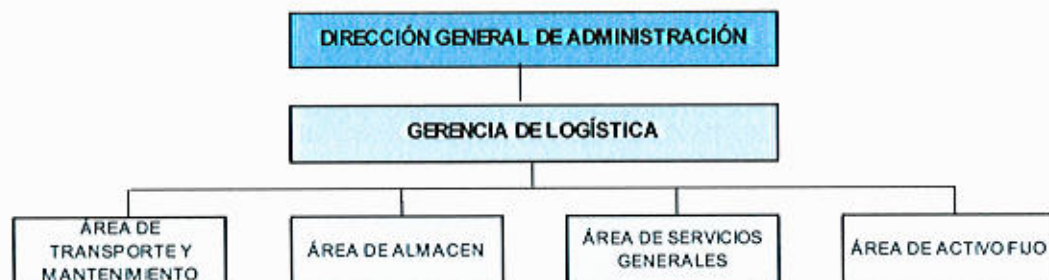 DIRECCIÓN GENERAL DE ADMINISTRACIÓN
GERENCIA DE LOGÍSTICA
ÁREA DE
TRANSPORTE Y
MANTENIMIENTO
ÁREA DE ALMACEN
ÁREA DE SERVICIOS
GENERALES
ÁREA DE ACTIVO FIJO